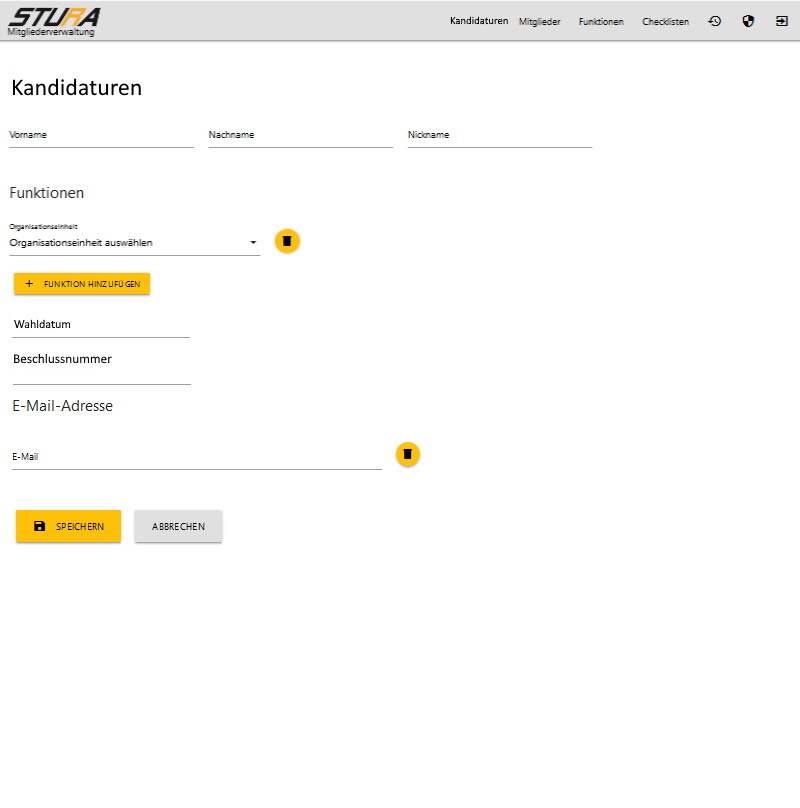 STURA
Mitgliederverwaltung
Kandidaturen Mitglieder Funktionen Checklisten
Kandidaturen
Vorname Nachname Nickname
Funktionen
Organisationseinheit
Organisationseinheit auswählen
+ FUNKTION HINZUFÜGEN
Wahldatum
Beschlussnummer
E-Mail-Adresse
E-Mail
SPEICHERN ABBRECHEN